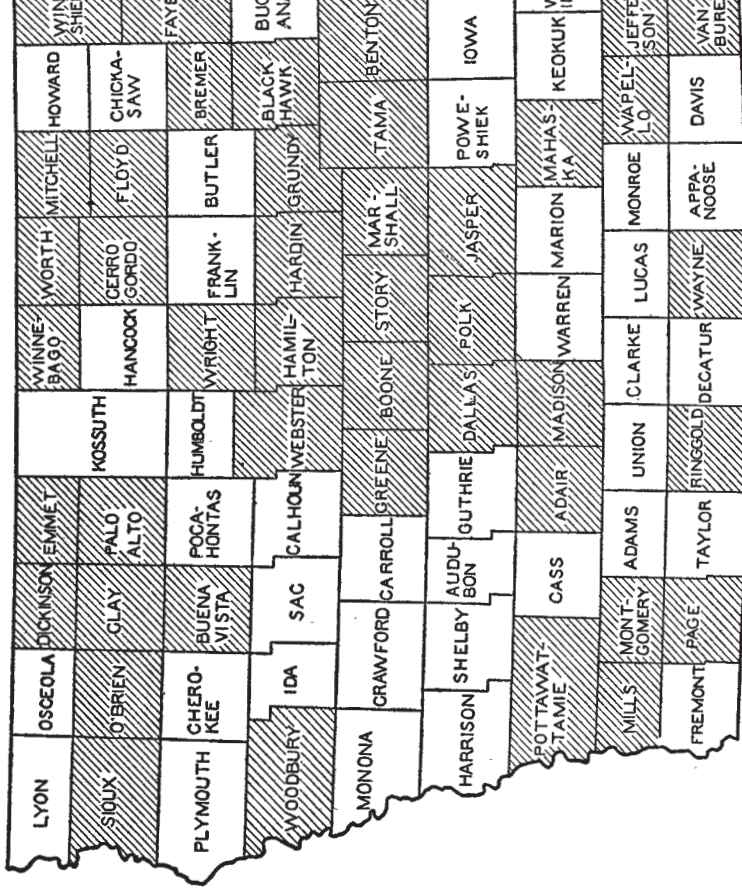 LYON
OSCEOLA
DICKINSON
EMMET
KOSSUTH
WINNE-
BAGO
WORTH
MITCHELL
HOWARD
WIN
SHIE
SIOUX
O'BRIEN
CLAY
PALO
ALTO
HANCOCK
CERRO
GORDO
FLOYD
CHICKA-
SAW
FAYE
PLYMOUTH
CHERO-
KEE
BUENA
VISTA
POCA-
HONTAS
HUMBOLDT
WRIGHT
FRANK-
LIN
BUTLER
BREMER
BUC
ANA
WOODBURY
IDA
SAC
CALHOUN
WEBSTER
HAMIL-
TON
HARDIN
GRUNDY
BLACK
HAWK
MONONA
CRAWFORD
CARROLL
GREENE
BOONE
STORY
MAR-
SHALL
TAMA
BENTON
HARRISON
SHELBY
AUDU-
BON
GUTHRIE
DALLAS
POLK
JASPER
POWE-
SHIEK
IOWA
POTTAWAT-
TAMIE
CASS
ADAIR
MADISON
WARREN
MARION
MAHAS-
KA
KEOKUK
MILLS
MONT-
GOMERY
ADAMS
UNION
CLARKE
LUCAS
MONROE
WAPEL-
LO
JEFFE
SON
FREMONT
PAGE
TAYLOR
RINGGOLD
DECATUR
WAYNE
APPA-
NOOSE
DAVIS
VAN
BURE